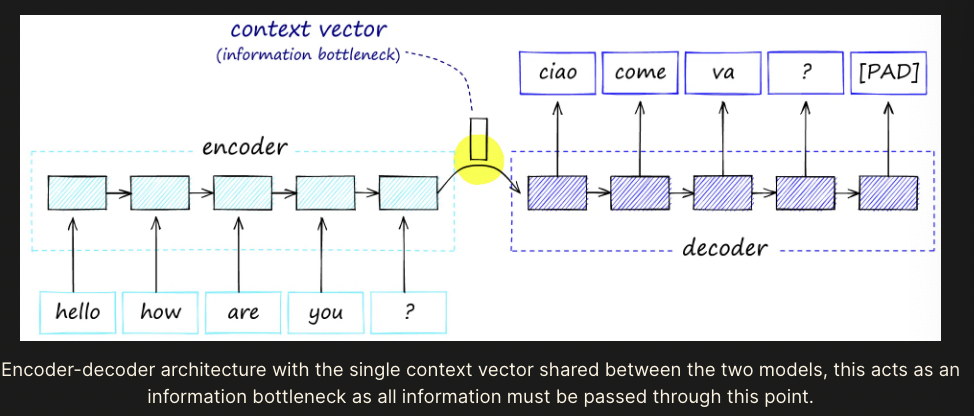 context vector
(information bottleneck)
ciao come va ? [PAD]
encoder
decoder
hello how are you ?
Encoder-decoder architecture with the single context vector shared between the two models, this acts as an
information bottleneck as all information must be passed through this point.